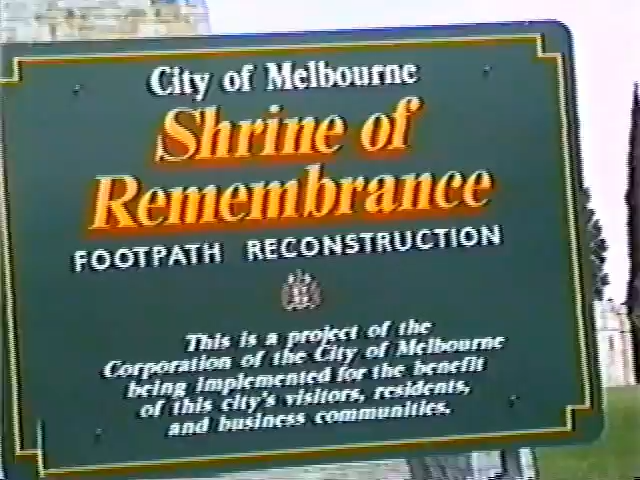 City of Melbourne
Shrine of
Remembrance
FOOTPATH RECONSTRUCTION
This is a project of the
Corporation of the City of Melbourne
being implemented for the benefit
of this city's visitors, residents,
and business communities.